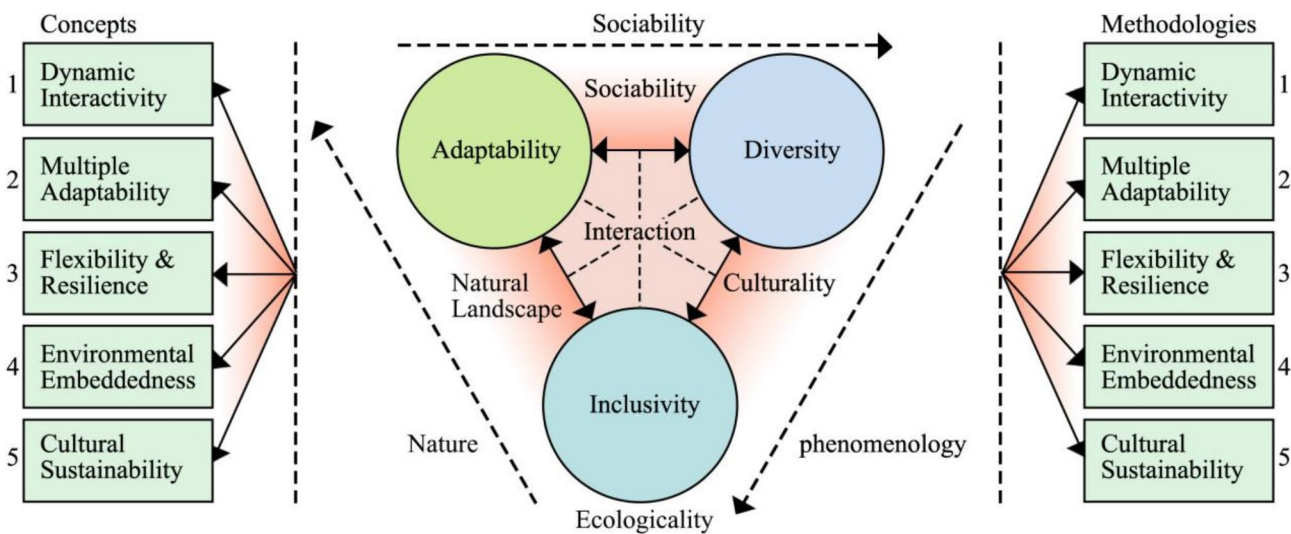 Concepts
1
Dynamic
Interactivity
2
Multiple
Adaptability
3
Flexibility &
Resilience
4
Environmental
Embeddedness
5
Cultural
Sustainability
Sociability
Sociability
Adaptability
Diversity
Interaction
Natural
Landscape
Culturality
Inclusivity
Nature
phenomenology
Ecologicality
Methodologies
Dynamic
Interactivity
1
Multiple
Adaptability
2
Flexibility &
Resilience
3
Environmental
Embeddedness
4
Cultural
Sustainability
5